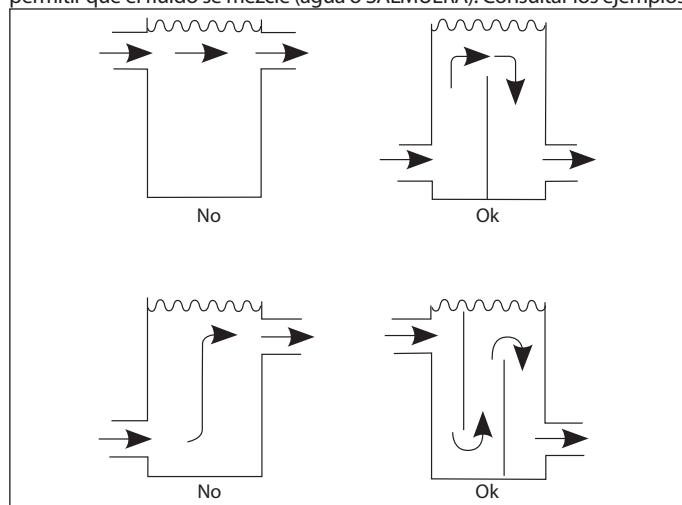 permitir que el fluido se mezcle (agua o SALMUERA). Consultar los ejemplos
No Ok
No Ok